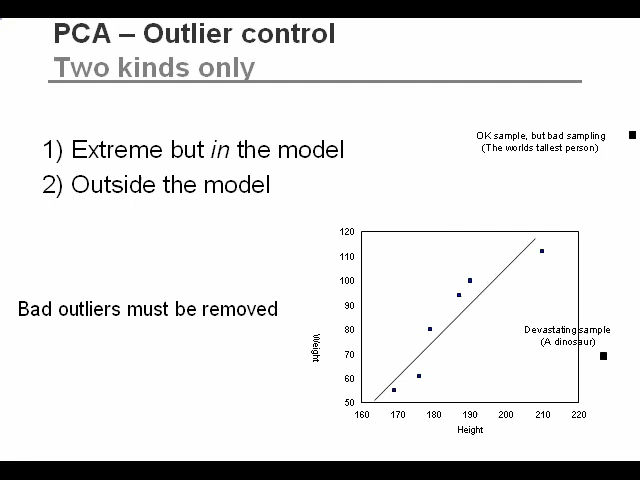 PCA – Outlier control
Two kinds only
OK sample, but bad sampling
(The worlds tallest person)
1) Extreme but in the model
2) Outside the model
Bad outliers must be removed
120
110
100
90
80
70
60
50
Weight
Devastating sample
(A dinosaur)
160 170 180 190 200 210 220
Height